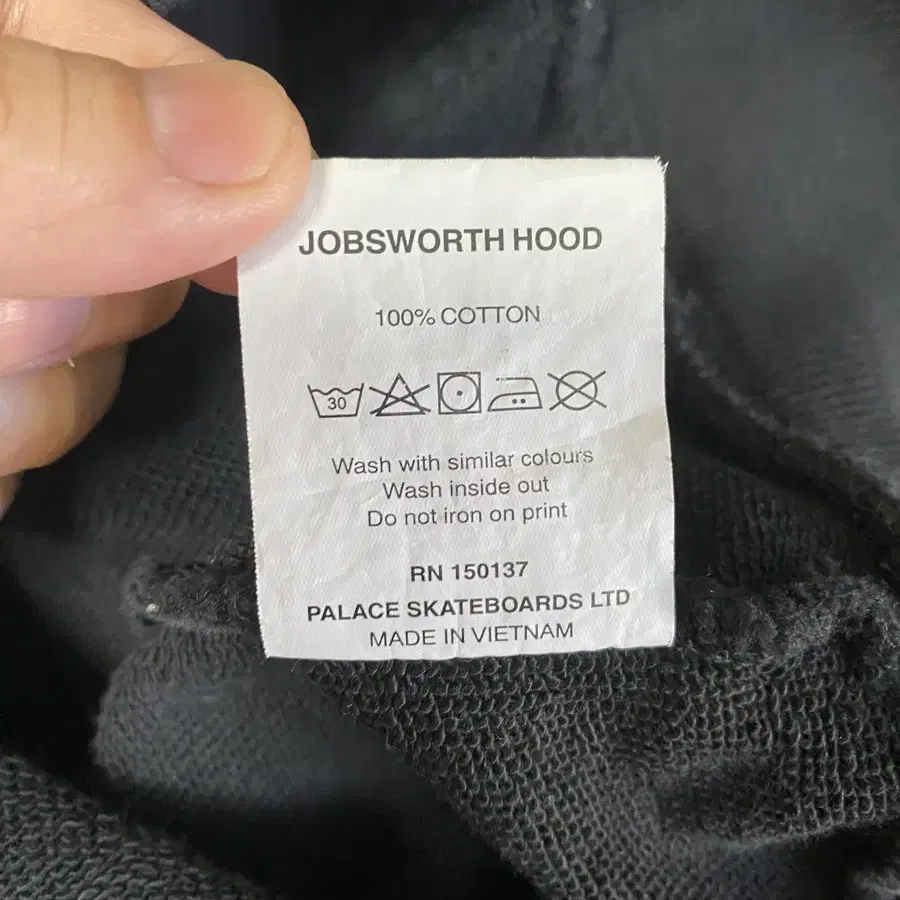 JOBSWORTH HOOD
100% COTTON
30
Wash with similar colours
Wash inside out
Do not iron on print
RN 150137
PALACE SKATEBOARDS LTD
MADE IN VIETNAM